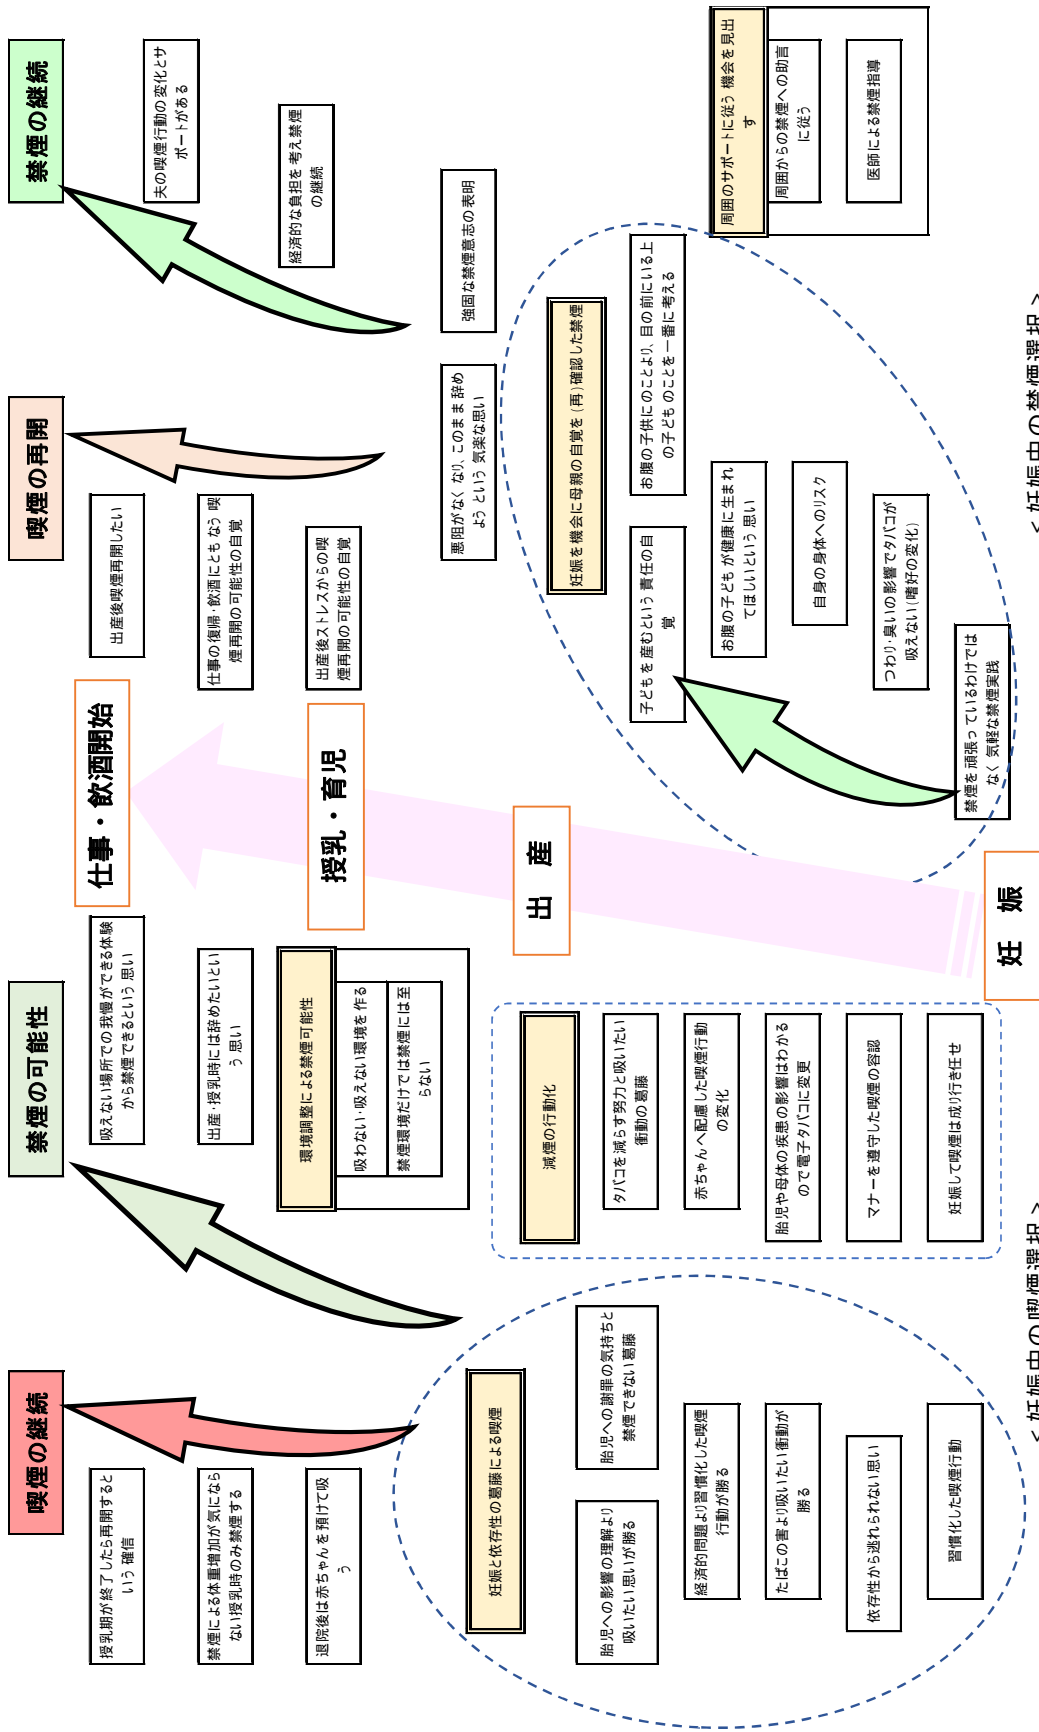 喫煙の継続
禁煙の可能性
喫煙の再開
禁煙の継続
授乳期が終了したら再開すると
いう確信
禁煙による体重増加が気になら
ない授乳時のみ禁煙する
退院後は赤ちゃんを預けて吸
う
吸えない場所での我慢ができる体験
から禁煙できるという思い
出産・授乳時には辞めたいとい
う思い
環境調整による禁煙可能性
吸わない・吸えない環境を作る
禁煙環境だけでは禁煙には至
らない
仕事・飲酒開始
授乳・育児
出 産
妊 娠
出産後喫煙再開したい
仕事の復帰・飲酒にともなう喫
煙再開の可能性の自覚
出産後ストレスからの喫
煙再開の可能性の自覚
夫の喫煙行動の変化とサ
ポートがある
経済的な負担を考え禁煙
の継続
悪阻がなくなり、このまま辞め
ようという気楽な思い
強固な禁煙意志の表明
妊娠と依存性の葛藤による喫煙
胎児への影響の理解より
吸いたい思いが勝る
胎児への謝罪の気持ちと
禁煙できない葛藤
経済的問題より習慣化した喫煙
行動が勝る
たばこの害より吸いたい衝動が
勝る
依存性から逃れられない思い
習慣化した喫煙行動
減煙の行動化
タバコを減らす努力と吸いたい
衝動の葛藤
赤ちゃんへ配慮した喫煙行動
の変化
胎児や母体の疾患の影響はわかる
ので電子タバコに変更
マナーを遵守した喫煙の容認
妊娠して喫煙は成り行き任せ
妊娠を機会に母親の自覚を(再)確認した禁煙
子どもを産むという責任の自
覚
お腹の子供にのことより、目の前にいる上
の子どものことを一番に考える
お腹の子どもが健康に生まれ
てほしいという思い
自身の身体へのリスク
つわり・臭いの影響でタバコが
吸えない(嗜好の変化)
禁煙を頑張っているわけでは
なく気軽な禁煙実践
周囲のサポートに従う機会を見出
す
周囲からの禁煙への助言
に従う
医師による禁煙指導
<妊娠中の喫煙選択>
<妊娠中の禁煙選択>